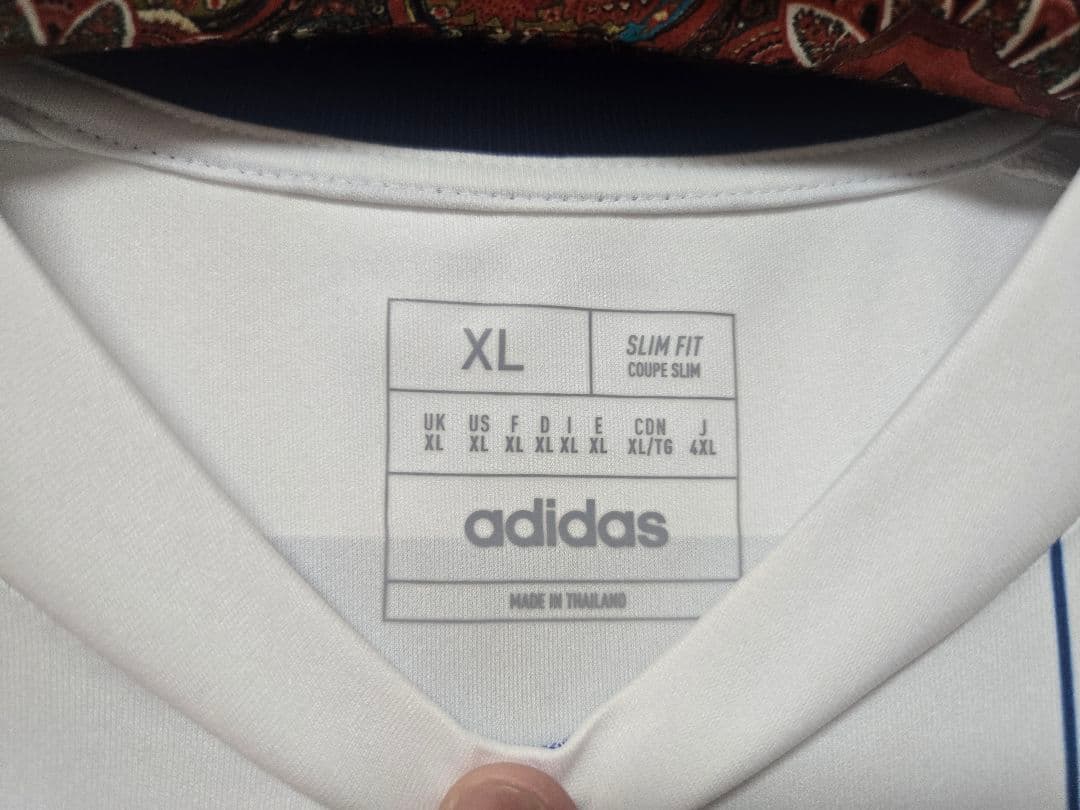 XL
SLIM FIT
COUPE SLIM
UK US F D I E CDN J
XL XL XL XL XL XL XL/TG 4XL
adidas
MADE IN THAILAND